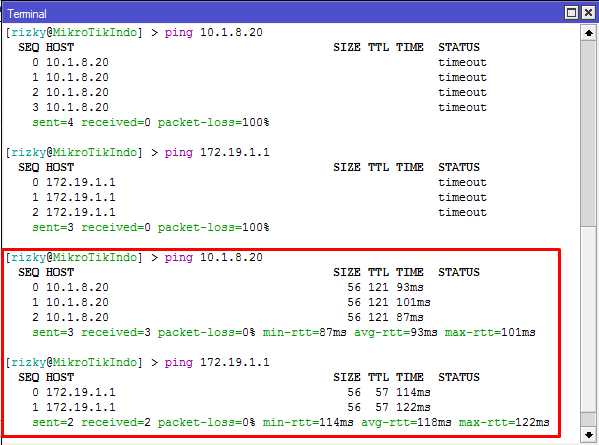 Terminal
[rizky@MikroTikIndo] > ping 10.1.8.20
SEQ HOST SIZE TTL TIME STATUS
0 10.1.8.20 timeout
1 10.1.8.20 timeout
2 10.1.8.20 timeout
3 10.1.8.20 timeout
sent=4 received=0 packet-loss=100%
[rizky@MikroTikIndo] > ping 172.19.1.1
SEQ HOST SIZE TTL TIME STATUS
0 172.19.1.1 timeout
1 172.19.1.1 timeout
2 172.19.1.1 timeout
sent=3 received=0 packet-loss=100%
[rizky@MikroTikIndo] > ping 10.1.8.20
SEQ HOST SIZE TTL TIME STATUS
0 10.1.8.20 56 121 93ms
1 10.1.8.20 56 121 101ms
2 10.1.8.20 56 121 87ms
sent=3 received=3 packet-loss=0% min-rtt=87ms avg-rtt=93ms max-rtt=101ms
[rizky@MikroTikIndo] > ping 172.19.1.1
SEQ HOST SIZE TTL TIME STATUS
0 172.19.1.1 56 57 114ms
1 172.19.1.1 56 57 122ms
sent=2 received=2 packet-loss=0% min-rtt=114ms avg-rtt=118ms max-rtt=122ms